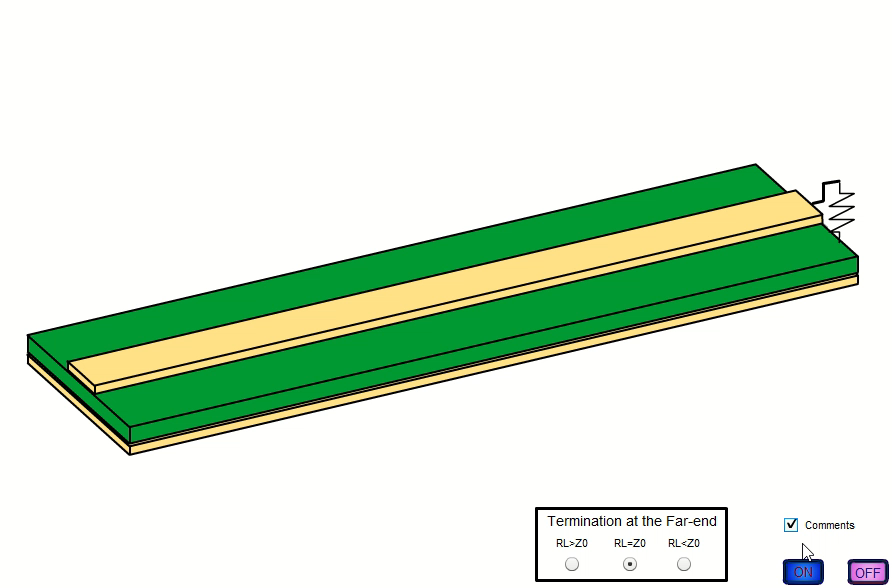 Termination at the Far-end
RL>Z0 RL=Z0 RL<Z0
Comments
ON OFF